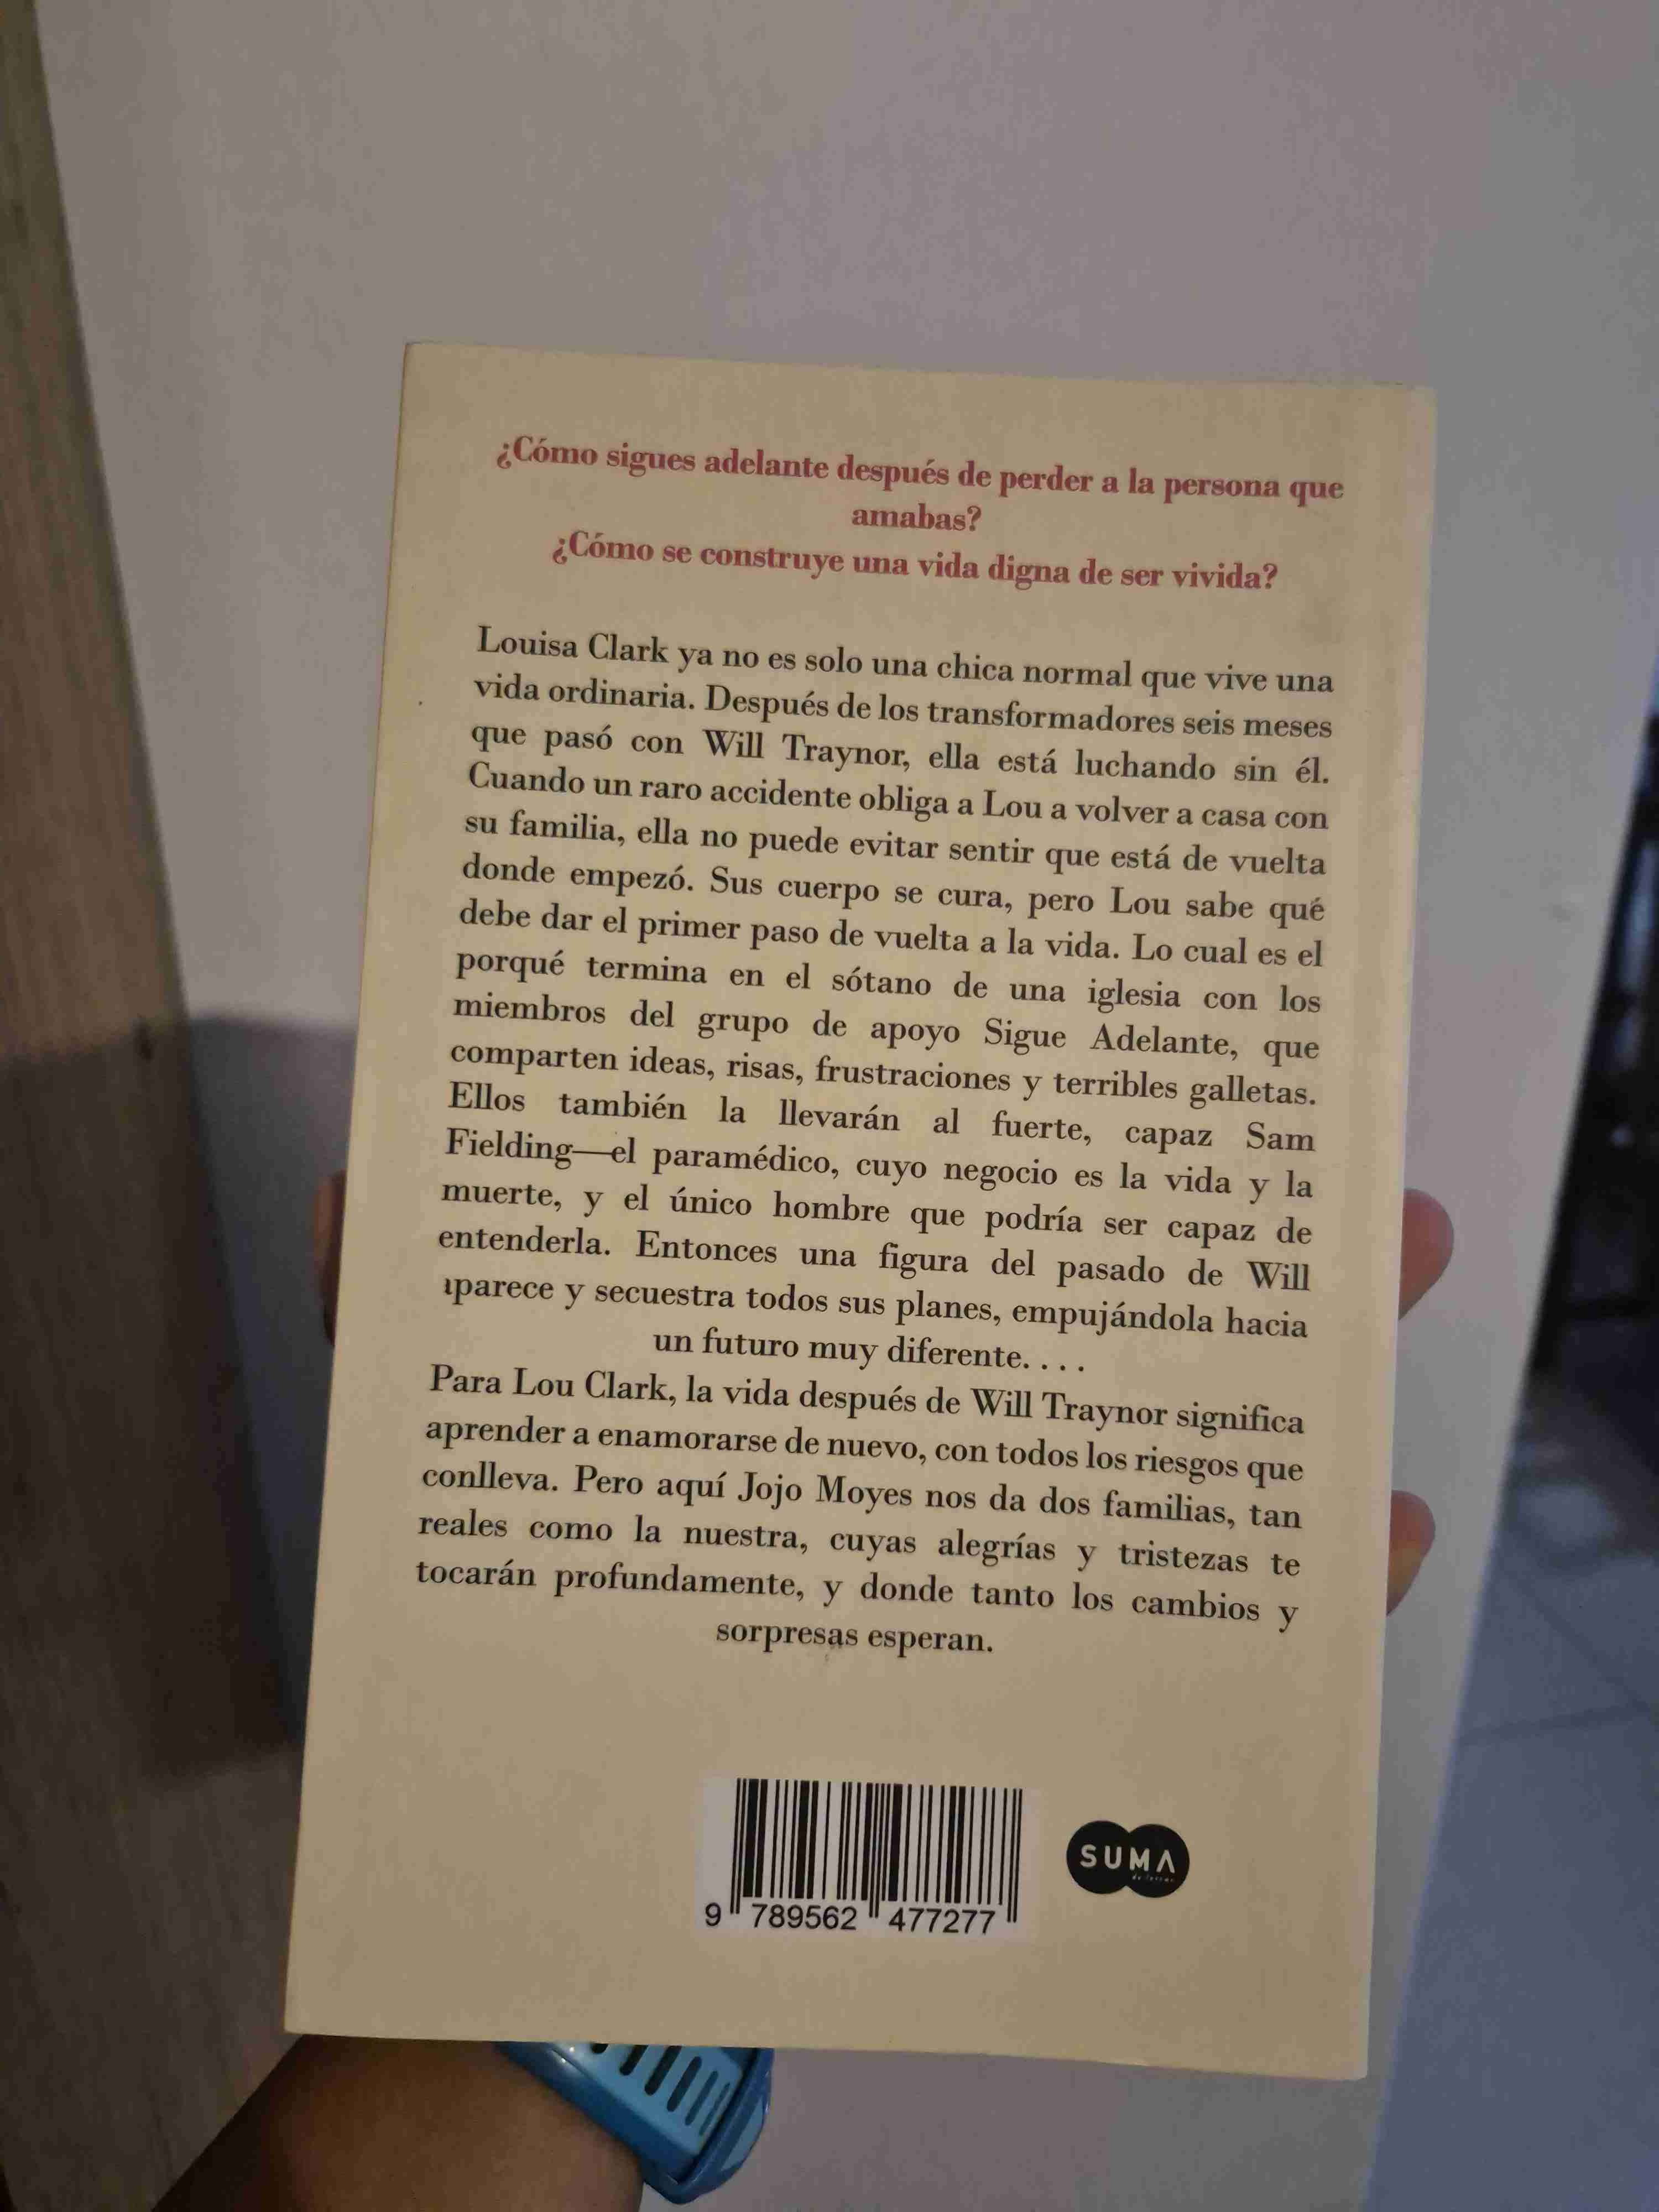 ¿Cómo sigues adelante después de perder a la persona que
amabas?
¿Cómo se construye una vida digna de ser vivida?
Louisa Clark ya no es solo una chica normal que vive una
vida ordinaria. Después de los transformadores seis meses
que pasó con Will Traynor, ella está luchando sin él.
Cuando un raro accidente obliga a Lou a volver a casa con
su familia, ella no puede evitar sentir que está de vuelta
donde empezó. Sus cuerpo se cura, pero Lou sabe qué
debe dar el primer paso de vuelta a la vida. Lo cual es el
porqué termina en el sótano de una iglesia con los
miembros del grupo de apoyo Sigue Adelante, que
comparten ideas, risas, frustraciones y terribles galletas.
Ellos también la llevarán al fuerte, capaz Sam
Fielding—el paramédico, cuyo negocio es la vida y la
muerte, y el único hombre que podría ser capaz de
entenderla. Entonces una figura del pasado de Will
aparece y secuestra todos sus planes, empujándola hacia
un futuro muy diferente. . . .
Para Lou Clark, la vida después de Will Traynor significa
aprender a enamorarse de nuevo, con todos los riesgos que
conlleva. Pero aquí Jojo Moyes nos da dos familias, tan
reales como la nuestra, cuyas alegrías y tristezas te
tocarán profundamente, y donde tanto los cambios y
sorpresas esperan.
9 789562 477277
SUMA
de letras